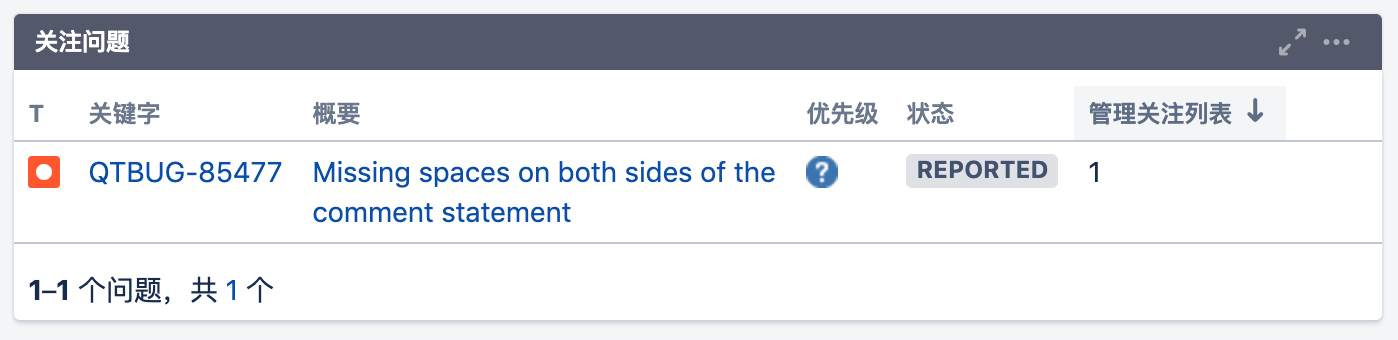 关注问题
T 关键字 概要 优先级 状态 管理关注列表 ↓
QTBUG-85477 Missing spaces on both sides of the ? REPORTED 1
comment statement
1–1 个问题，共 1 个